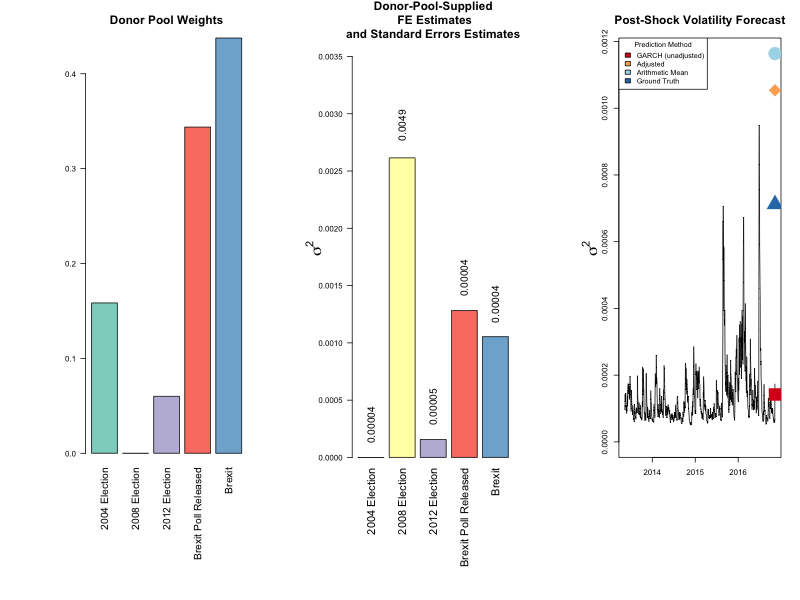 Donor Pool Weights
0.4
0.3
0.2
0.1
0.0
2004 Election
2008 Election
2012 Election
Brexit Poll Released
Brexit
Donor-Pool-Supplied
FE Estimates
and Standard Errors Estimates
σ2
0.0035
0.0030
0.0025
0.0020
0.0015
0.0010
0.0005
0.0000
0.00004
0.0049
0.00005
0.00004
0.00004
2004 Election
2008 Election
2012 Election
Brexit Poll Released
Brexit
Post-Shock Volatility Forecast
σ2
0.0012
0.0010
0.0008
0.0006
0.0004
0.0002
0.0000
Prediction Method
GARCH (unadjusted)
Adjusted
Arithmetic Mean
Ground Truth
2014
2015
2016